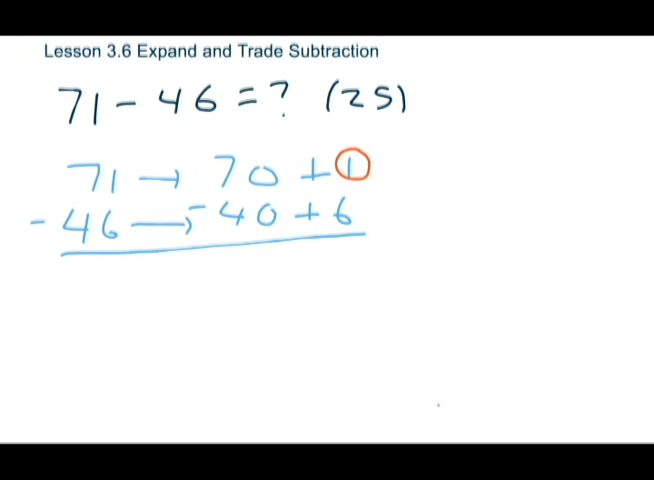 Lesson 3.6 Expand and Trade Subtraction
71 - 46 = ? (25)
71 → 70 + 1
- 46 → - 40 + 6